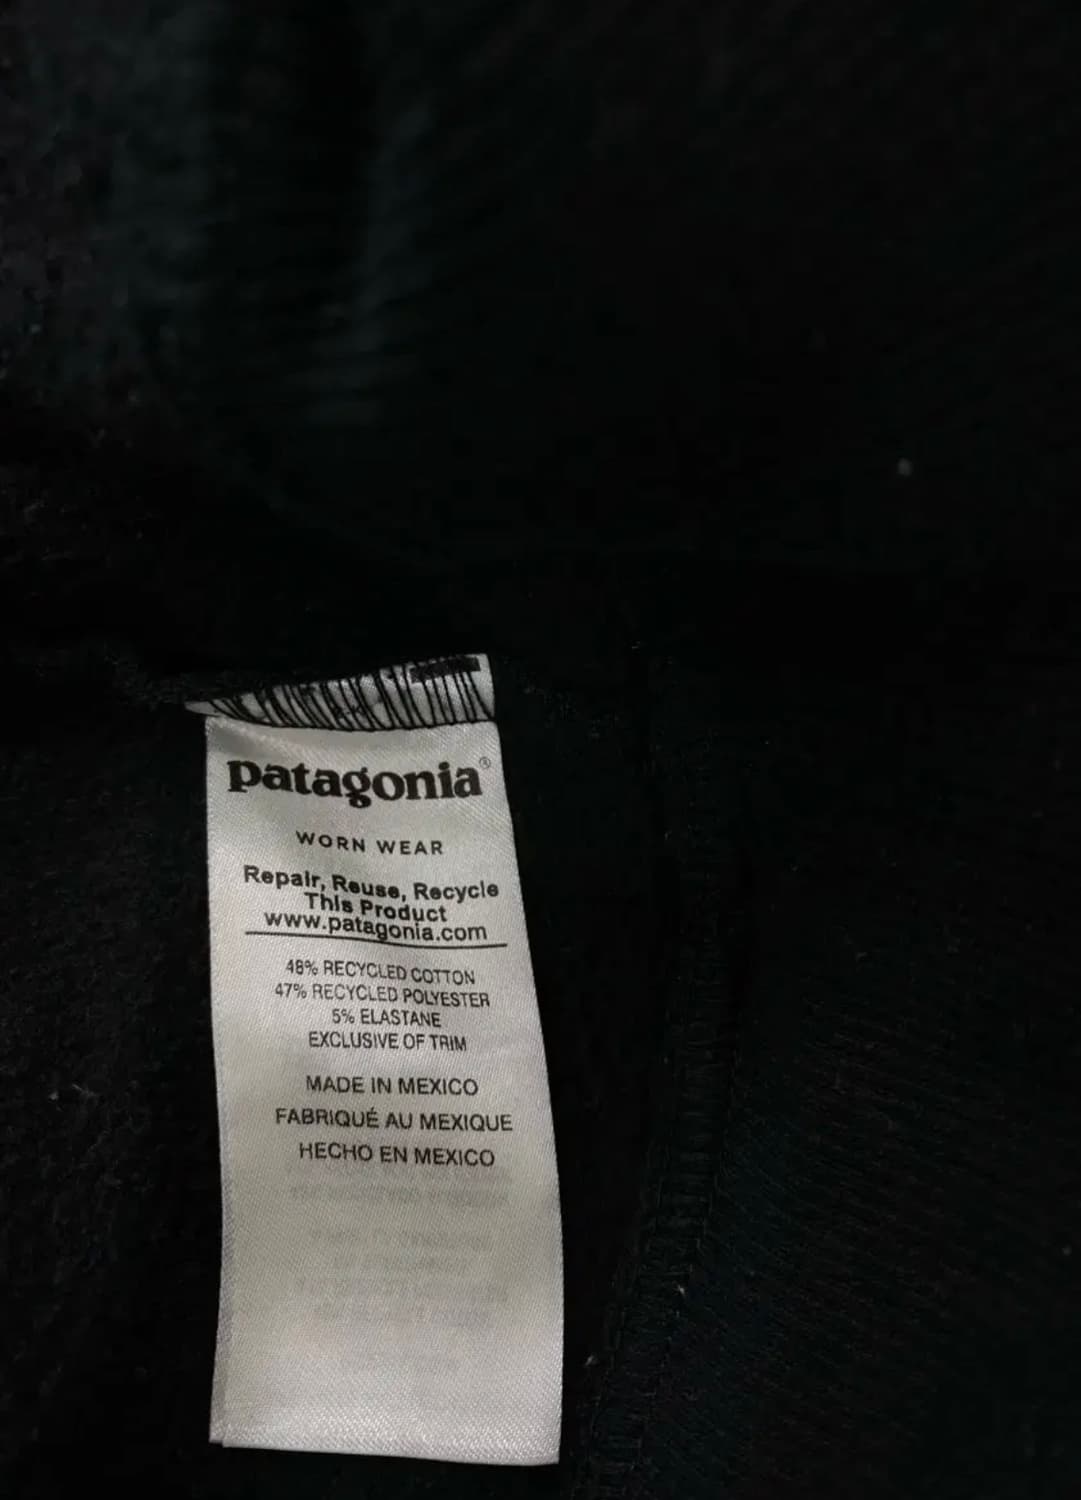 patagonia®
WORN WEAR
Repair, Reuse, Recycle
This Product
www.patagonia.com
48% RECYCLED COTTON
47% RECYCLED POLYESTER
5% ELASTANE
EXCLUSIVE OF TRIM
MADE IN MEXICO
FABRIQUÉ AU MEXIQUE
HECHO EN MEXICO